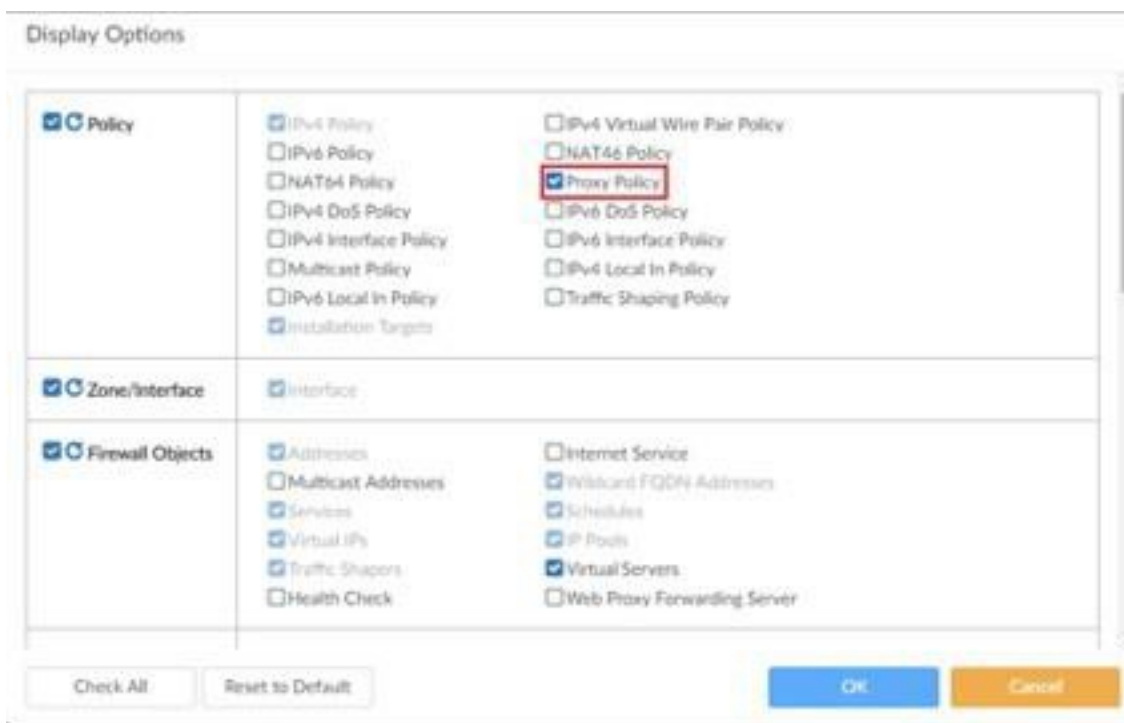 Display Options
Policy
IPv4 Policy
IPv4 Virtual Wire Pair Policy
IPv6 Policy
NAT46 Policy
NAT64 Policy
Proxy Policy
IPv4 DoS Policy
IPv6 DoS Policy
IPv4 Interface Policy
IPv6 Interface Policy
Multicast Policy
IPv4 Local In Policy
IPv6 Local In Policy
Traffic Shaping Policy
Installation Targets
Zone/Interface
Interface
Firewall Objects
Addresses
Internet Service
Multicast Addresses
Wildcard FQDN Addresses
Services
Schedules
Virtual IPs
IP Pools
Traffic Shapers
Virtual Servers
Health Check
Web Proxy Forwarding Server
Check All
Reset to Default
OK
Cancel